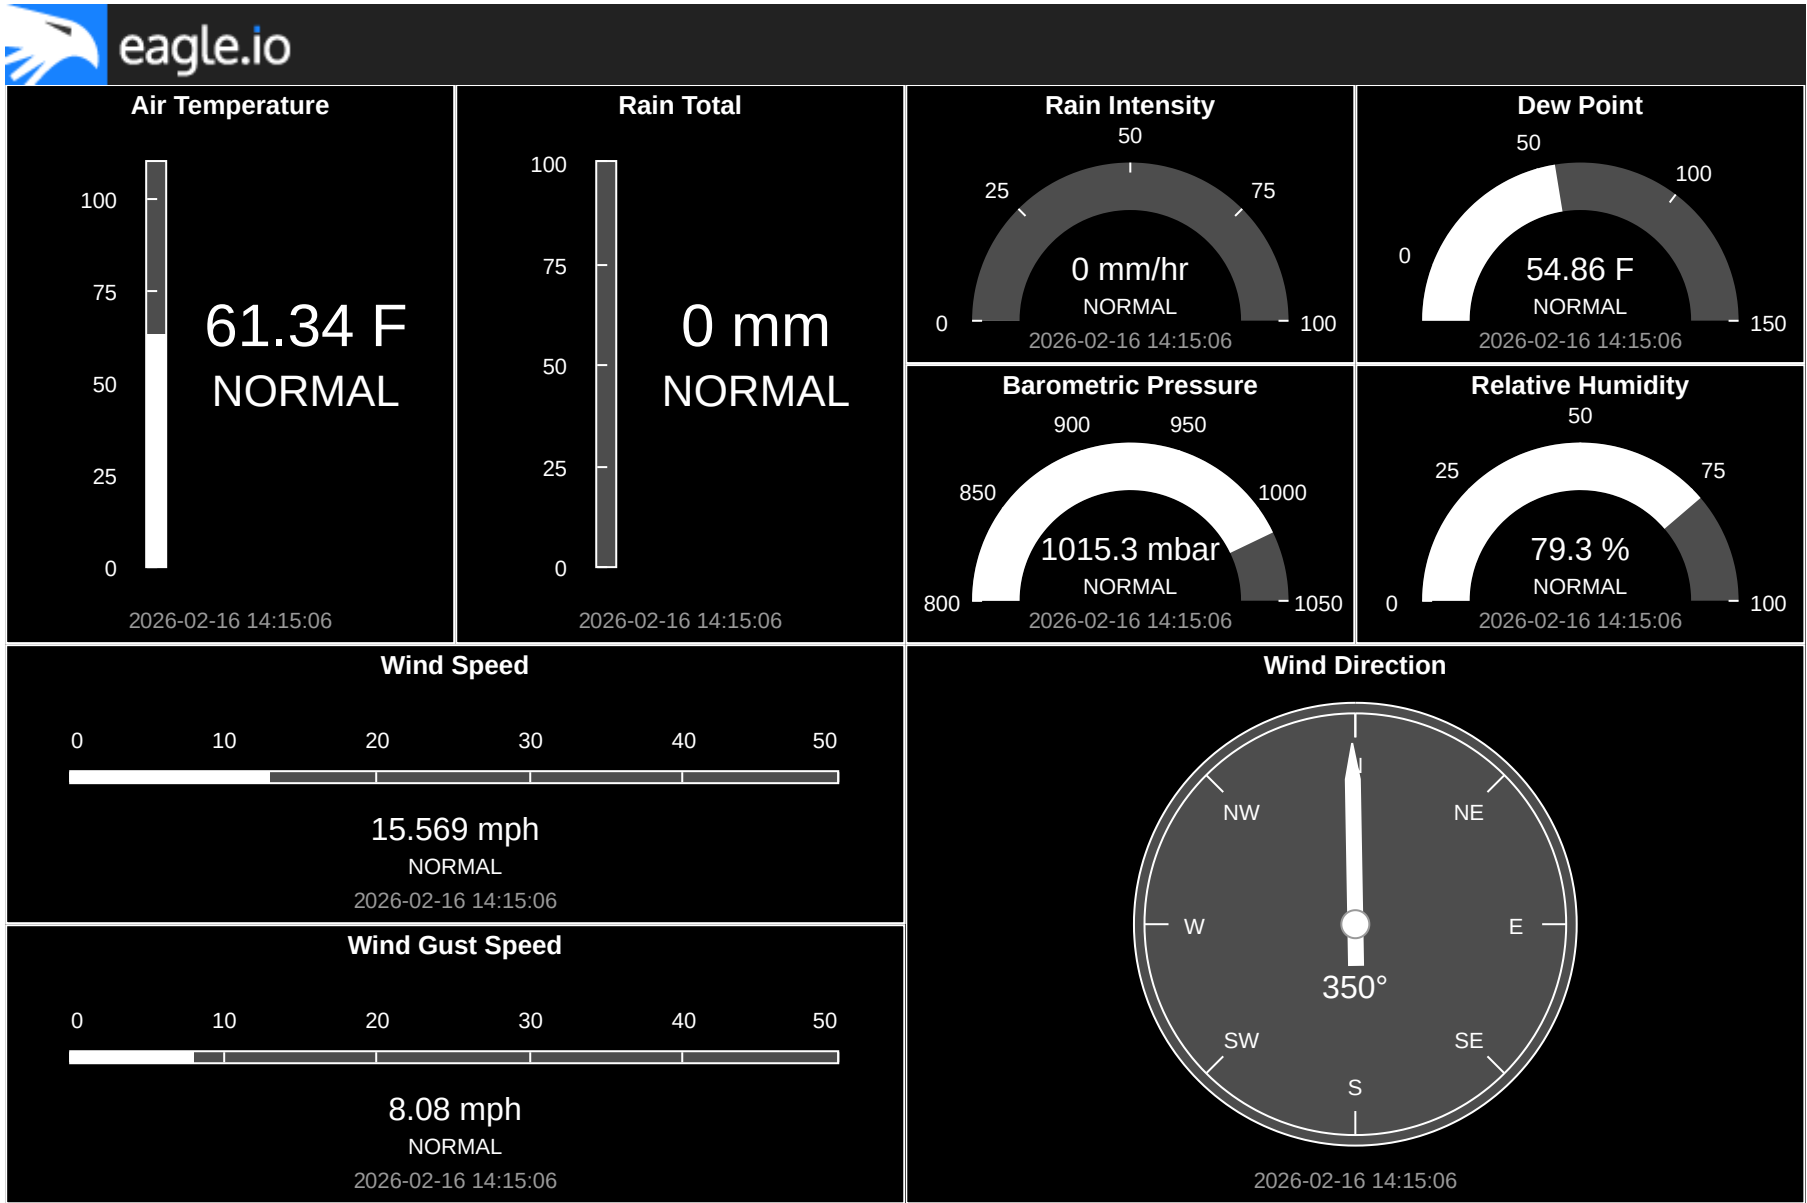 eagle.io
Air Temperature
100
75
50
25
0
61.34 F
NORMAL
2026-02-16 14:15:06
Rain Total
100
75
50
25
0
0 mm
NORMAL
2026-02-16 14:15:06
Rain Intensity
50
25
75
0
100
0 mm/hr
NORMAL
2026-02-16 14:15:06
Dew Point
50
100
0
150
54.86 F
NORMAL
2026-02-16 14:15:06
Barometric Pressure
900
950
850
1000
800
1050
1015.3 mbar
NORMAL
2026-02-16 14:15:06
Relative Humidity
50
25
75
0
100
79.3 %
NORMAL
2026-02-16 14:15:06
Wind Speed
0 10 20 30 40 50
15.569 mph
NORMAL
2026-02-16 14:15:06
Wind Gust Speed
0 10 20 30 40 50
8.08 mph
NORMAL
2026-02-16 14:15:06
Wind Direction
NW NE
W E
350°
SW SE
S
2026-02-16 14:15:06